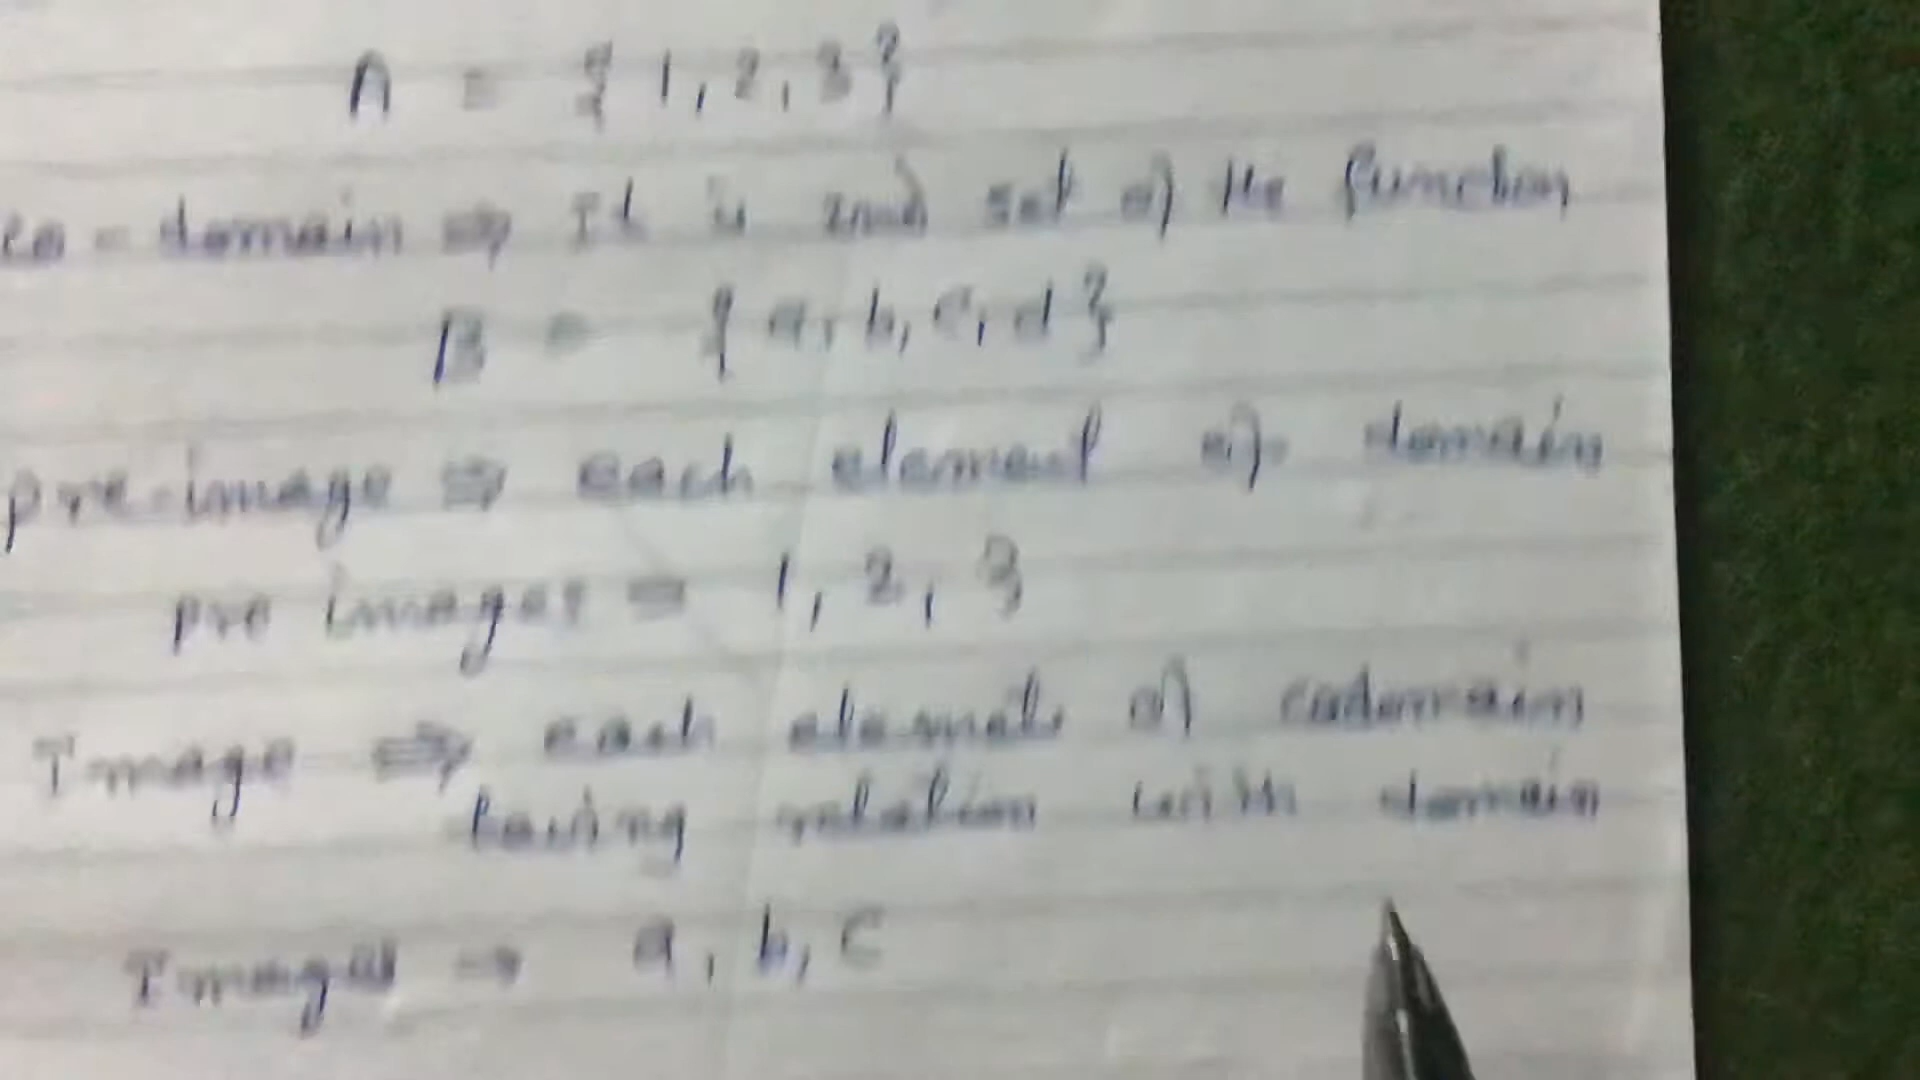 A = {1, 2, 3}
co-domain ⇒ It is 2nd set of the function
B = {a, b, c, d}
pre-image ⇒ each element of domain
pre images = 1, 2, 3
Image ⇒ each elements of codomain
having relation with domain
Images → a, b, c